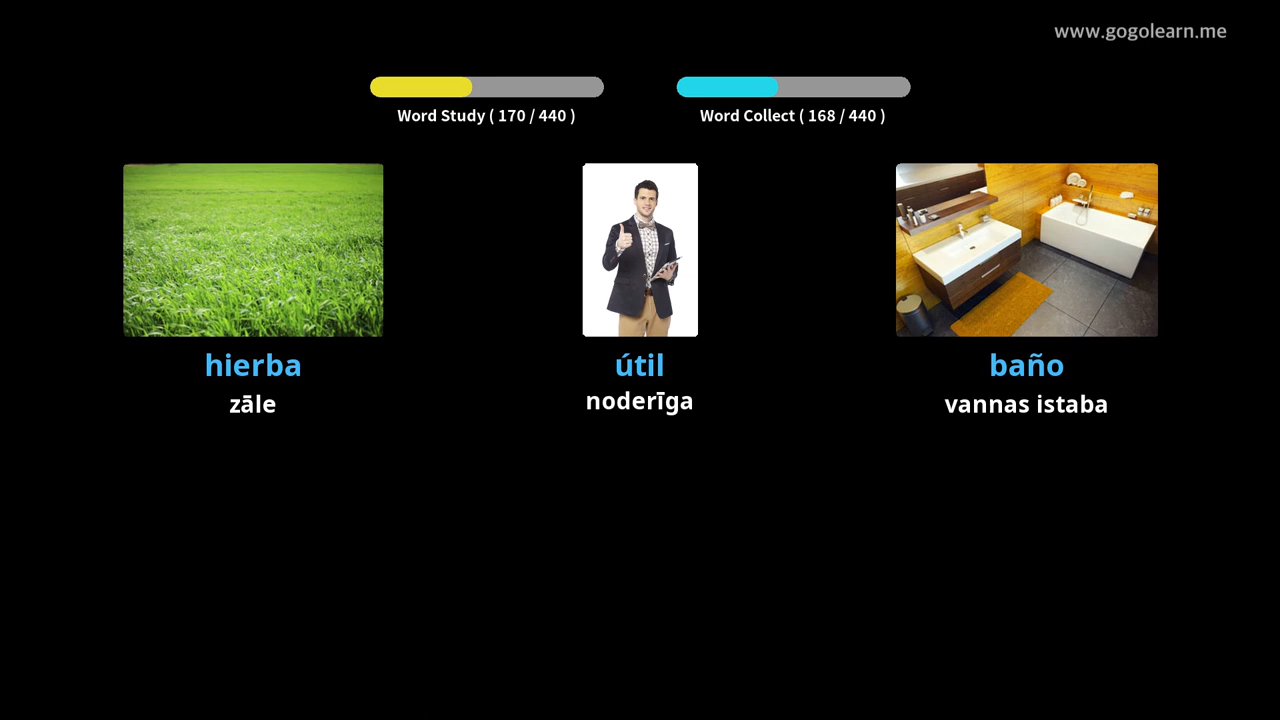 www.gogolearn.me
Word Study ( 170 / 440 )
Word Collect ( 168 / 440 )
hierba
zāle
útil
noderīga
baño
vannas istaba